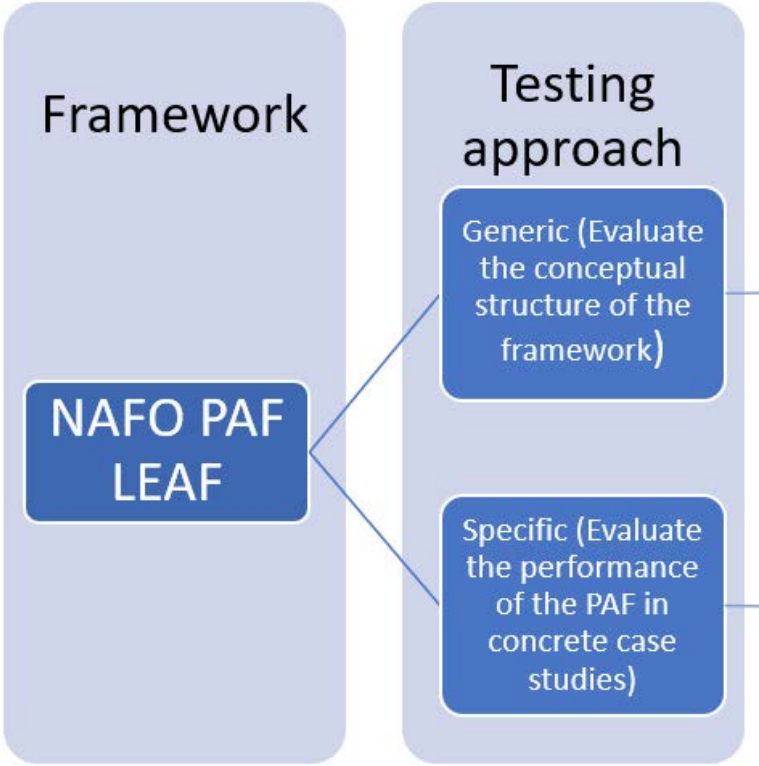 Framework
Testing
approach
NAFO PAF
LEAF
Generic (Evaluate
the conceptual
structure of the
framework)
Specific (Evaluate
the performance
of the PAF in
concrete case
studies)